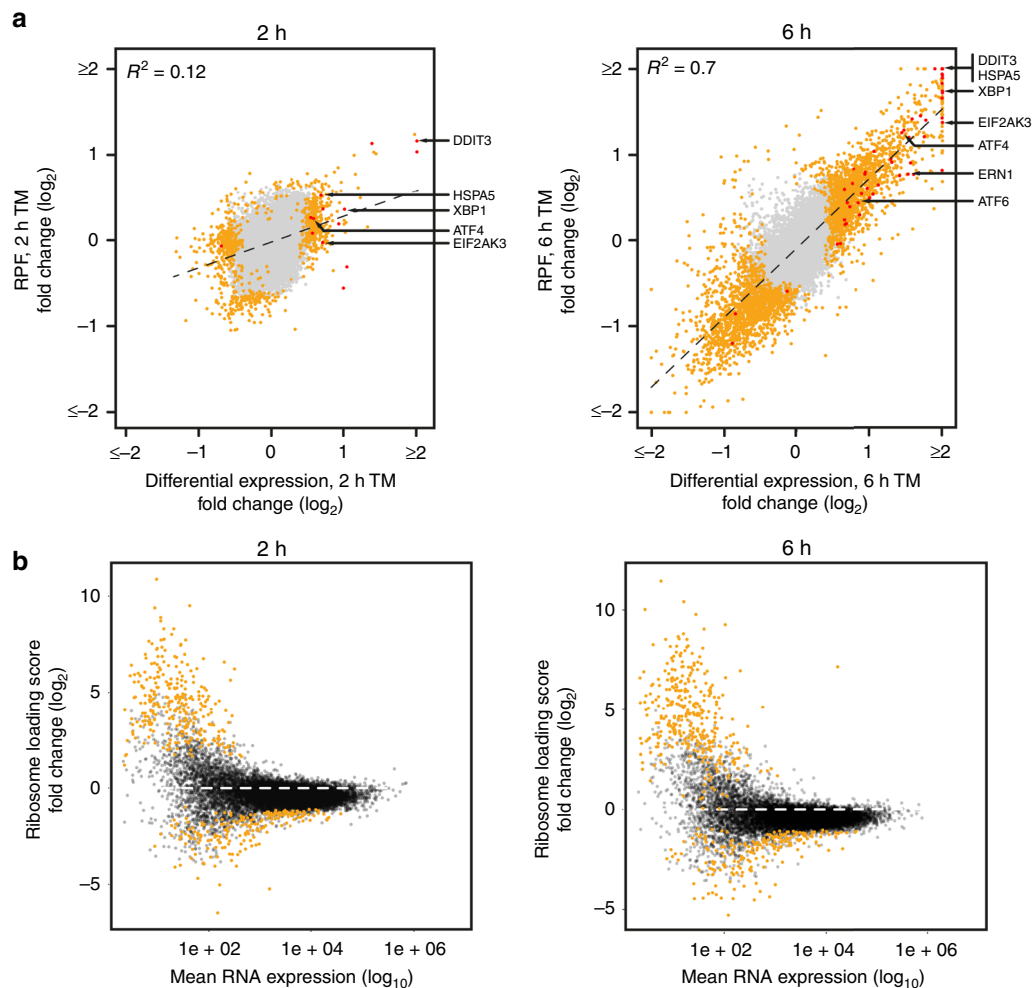 a
2 h
R² = 0.12
≥2
1
0
−1
≤−2
RPF, 2 h TM
fold change (log₂)
DDIT3
HSPA5
XBP1
ATF4
EIF2AK3
≤−2
−1
0
1
≥2
Differential expression, 2 h TM
fold change (log₂)
6 h
R² = 0.7
≥2
1
0
−1
≤−2
RPF, 6 h TM
fold change (log₂)
DDIT3
HSPA5
XBP1
EIF2AK3
ATF4
ERN1
ATF6
≤−2
−1
0
1
≥2
Differential expression, 6 h TM
fold change (log₂)
b
2 h
10
5
0
−5
Ribosome loading score
fold change (log₂)
1e + 02
1e + 04
1e + 06
Mean RNA expression (log₁₀)
6 h
10
5
0
−5
Ribosome loading score
fold change (log₂)
1e + 02
1e + 04
1e + 06
Mean RNA expression (log₁₀)